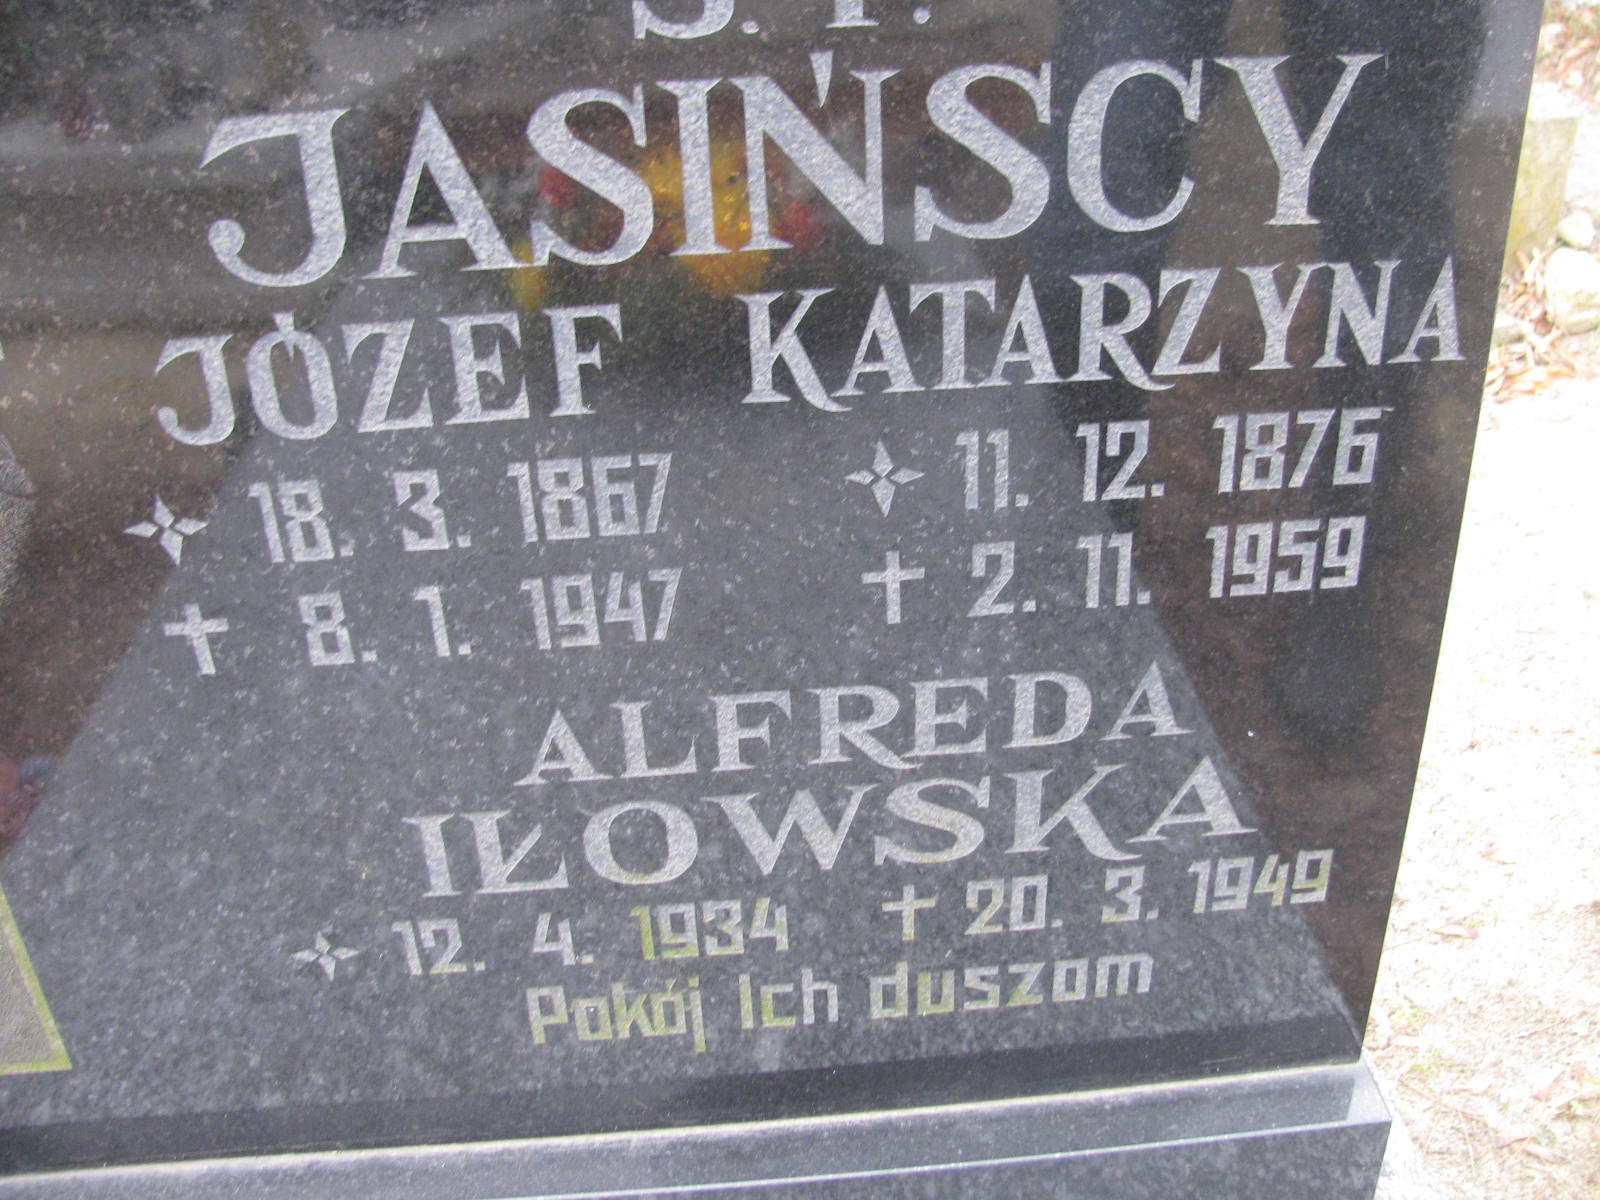 Ś. P.
JASIŃSCY
JÓZEF KATARZYNA
18. 3. 1867 11. 12. 1876
8. 1. 1947 2. 11. 1959
ALFREDA
IŁOWSKA
12. 4. 1934 20. 3. 1949
Pokój Ich duszom